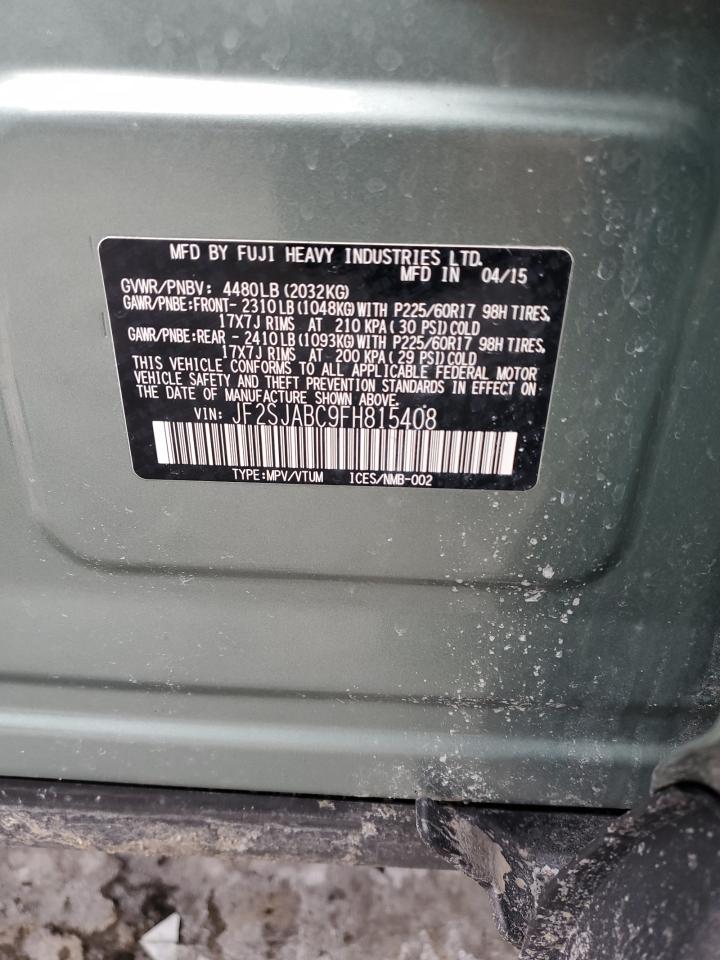 MFD BY FUJI HEAVY INDUSTRIES LTD.
MFD IN 04/15
GVWR/PNBV: 4480LB (2032KG)
GAWR/PNBE:FRONT- 2310LB (1048KG) WITH P225/60R17 98H TIRES,
17X7J RIMS AT 210 KPA (30 PSI) COLD
GAWR/PNBE:REAR - 2410LB (1093KG) WITH P225/60R17 98H TIRES,
17X7J RIMS AT 200 KPA (29 PSI) COLD
THIS VEHICLE CONFORMS TO ALL APPLICABLE FEDERAL MOTOR
VEHICLE SAFETY AND THEFT PREVENTION STANDARDS IN EFFECT ON
THE DATE OF MANUFACTURE SHOWN ABOVE.
VIN: JF2SJABC9FH815408
TYPE:MPV/VTUM ICES/NMB-002